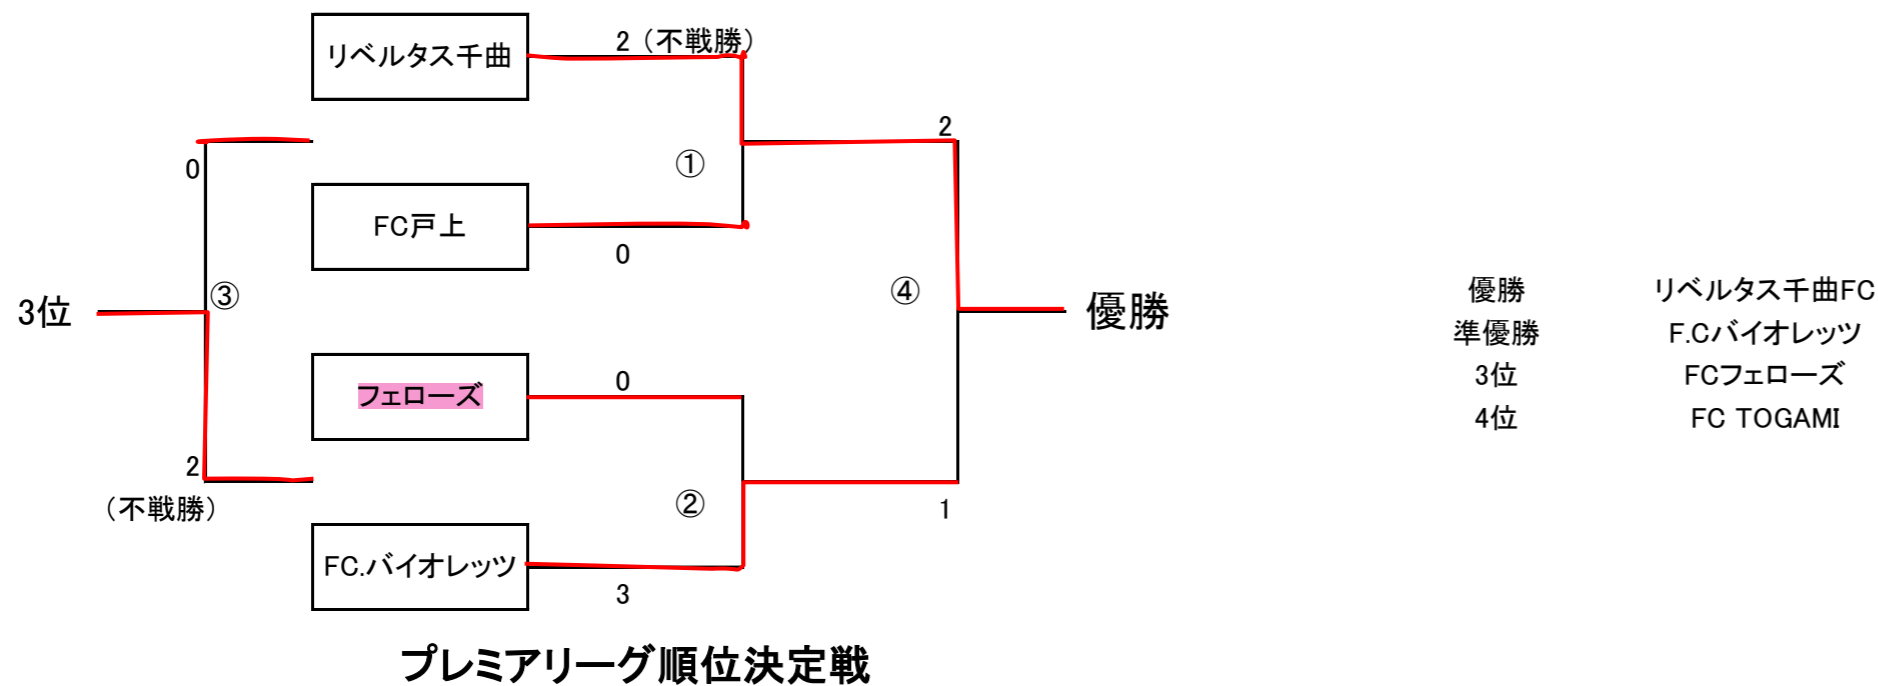 リベルタス千曲
2（不戦勝）
2
0
①
FC戸上
0
3位
③
④
優勝
フェローズ
0
2
（不戦勝）
②
1
FC.バイオレッツ
3
プレミアリーグ順位決定戦
優勝 リベルタス千曲FC
準優勝 F.Cバイオレッツ
3位 FCフェローズ
4位 FC TOGAMI